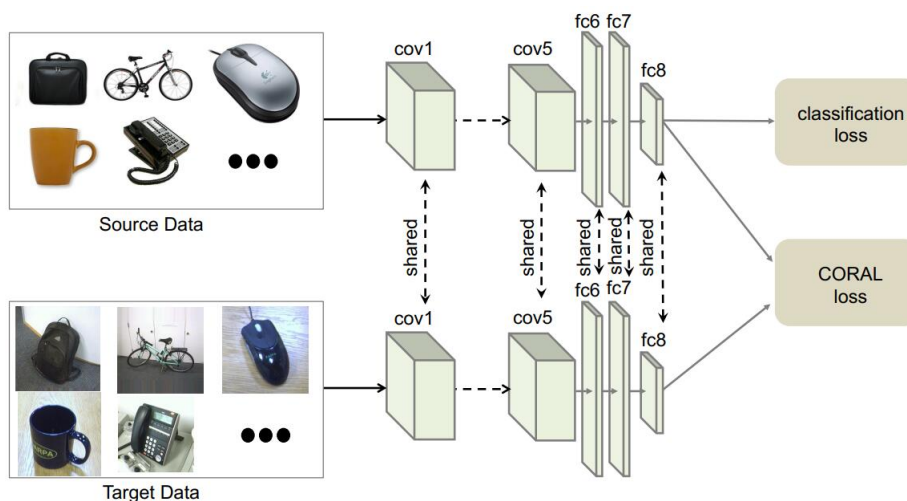 fc6 fc7
cov1
cov5
fc8
classification
loss
Source Data
shared
shared
shared
shared
shared
CORAL
loss
fc6 fc7
cov1
cov5
fc8
Target Data